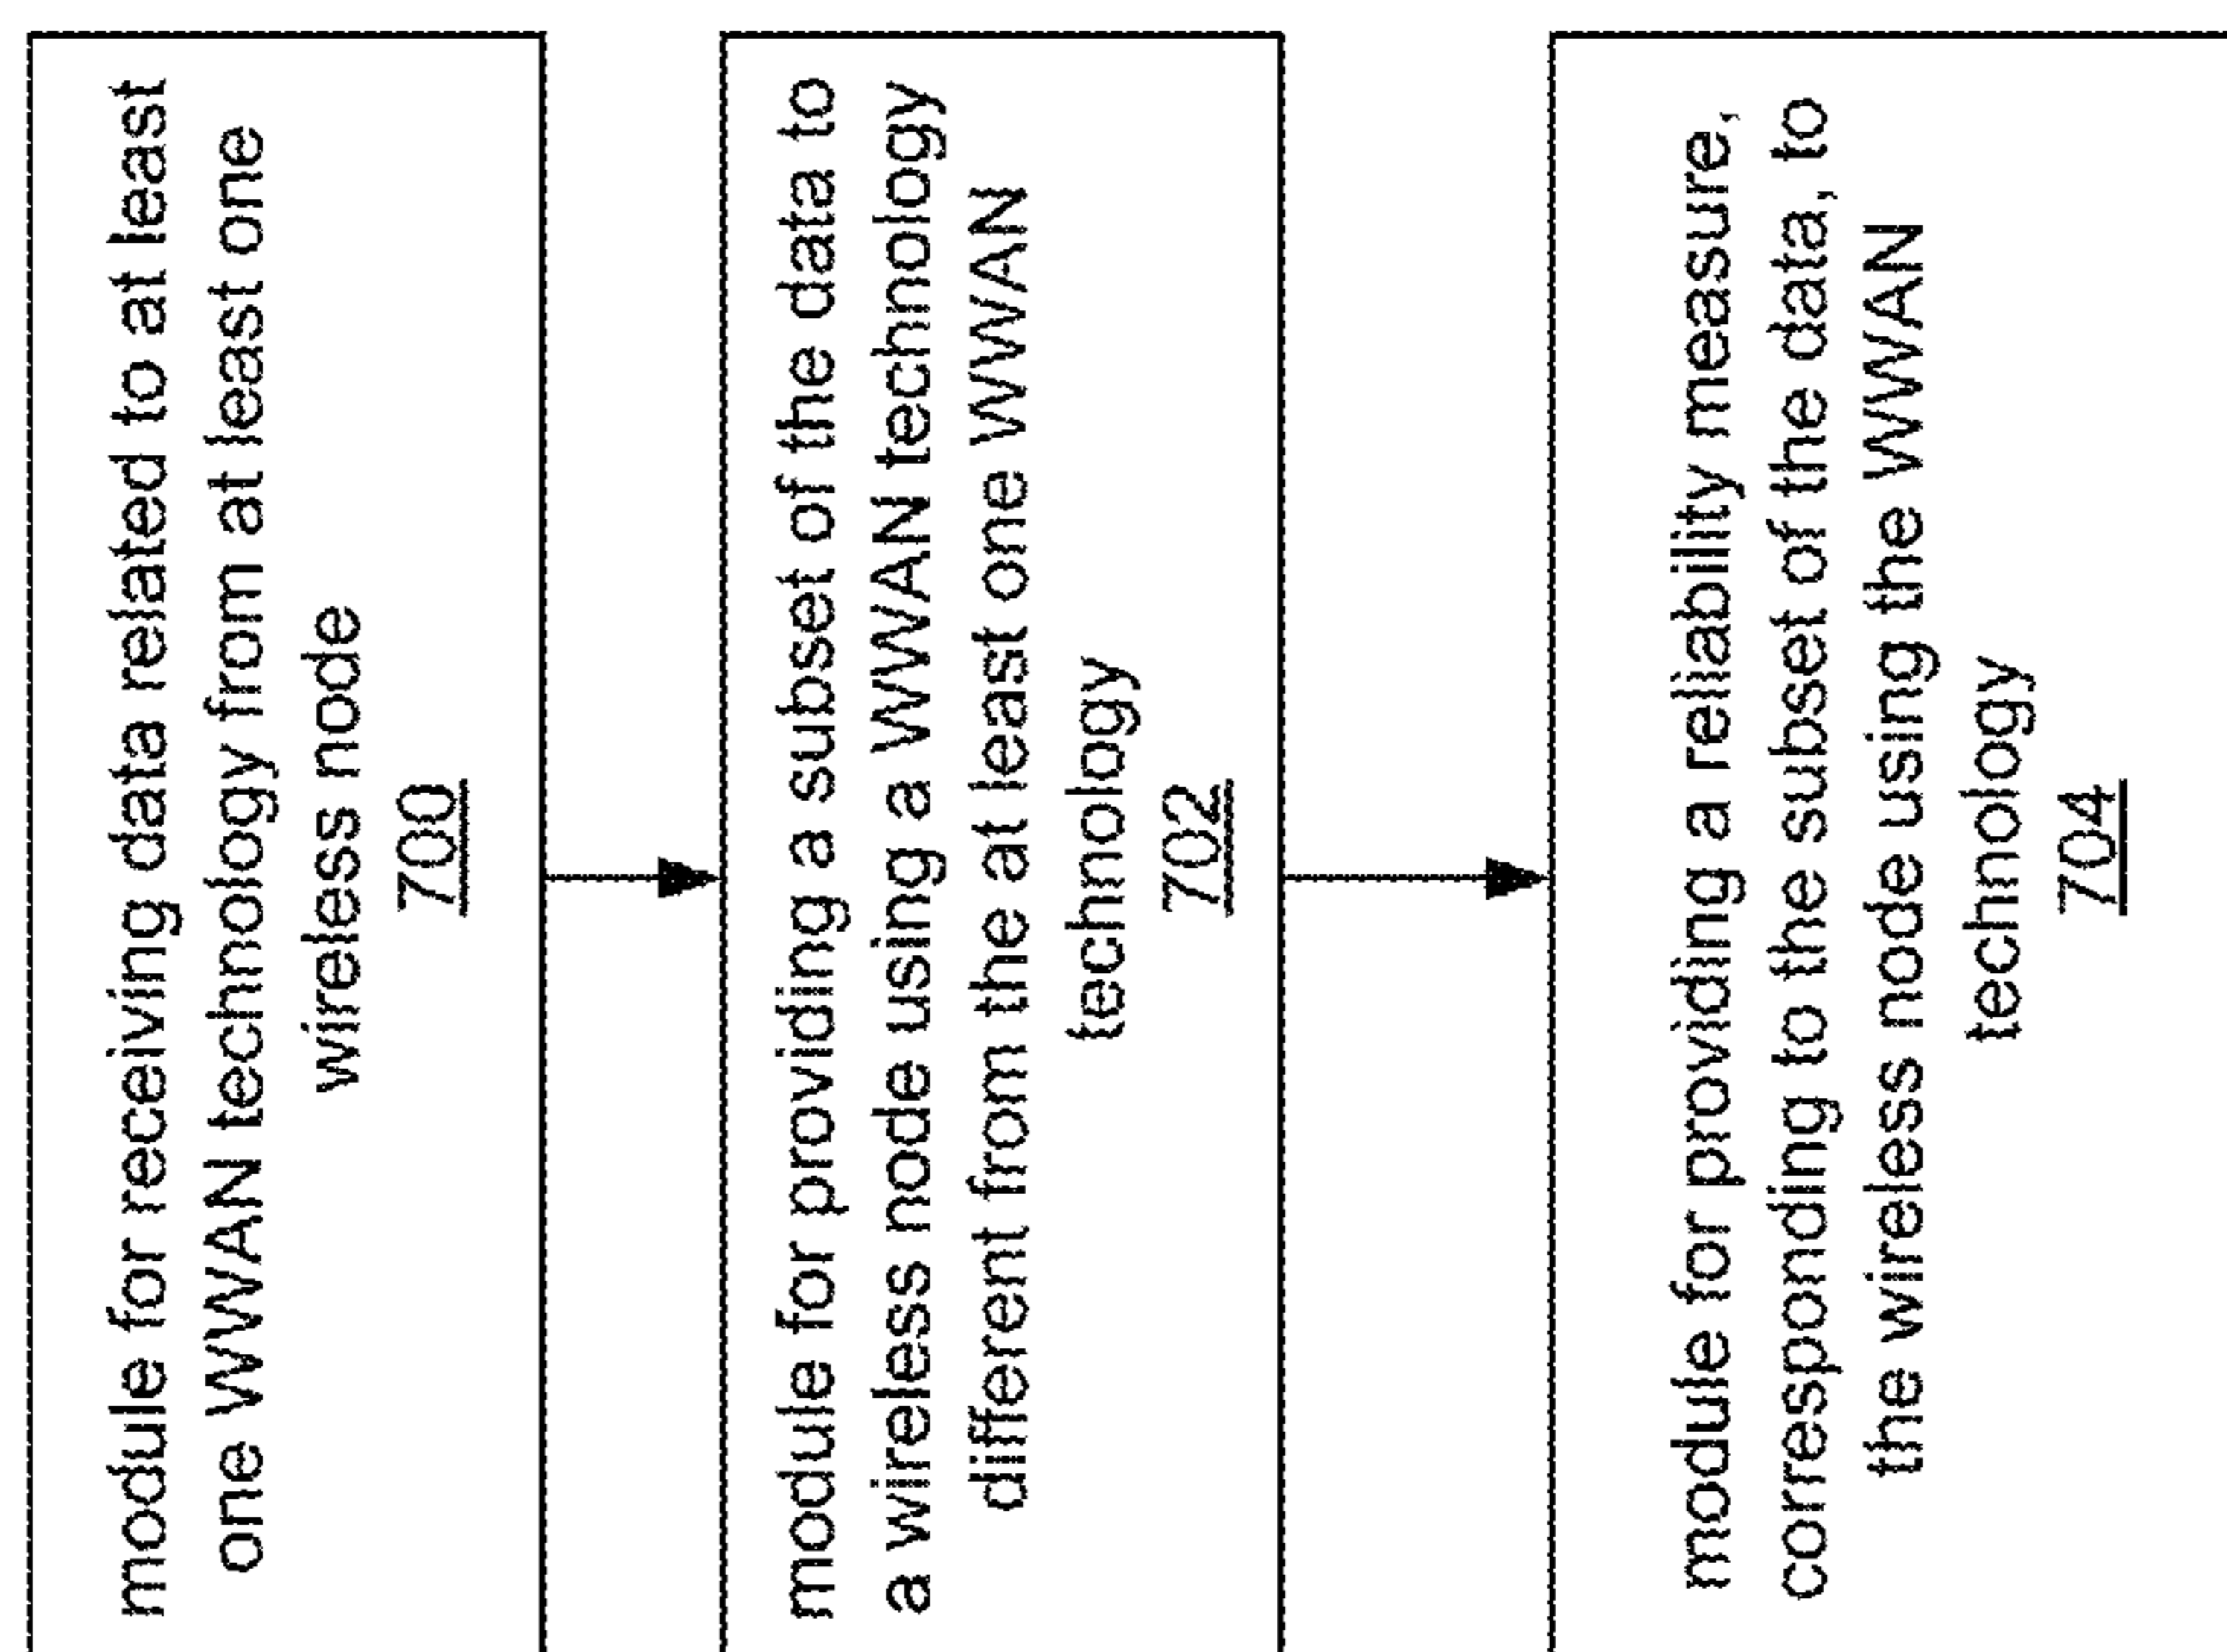 module for receiving data related to at least
one WWAN technology from at least one
wireless node
700
module for providing a subset of the data to
a wireless node using a WWAN technology
different from the at least one WWAN
technology
702
module for providing a reliability measure,
corresponding to the subset of the data, to
the wireless node using the WWAN
technology
704